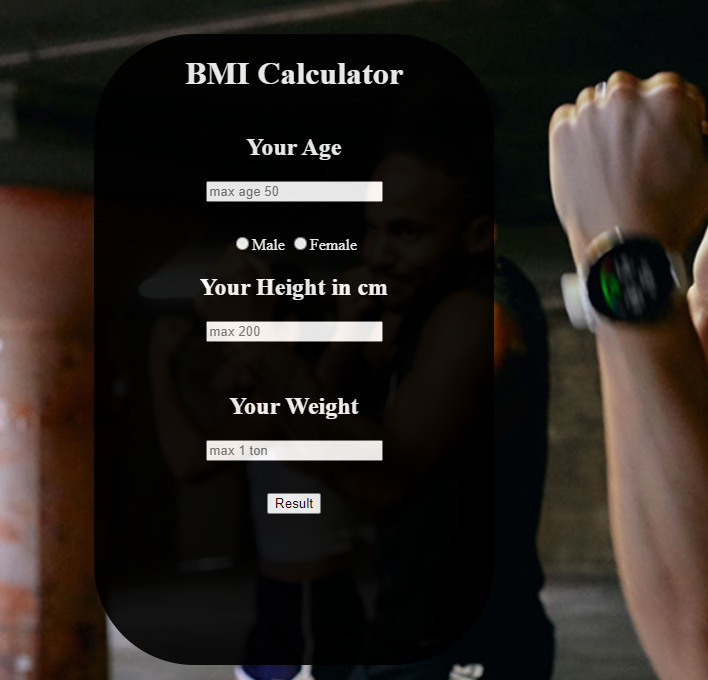 BMI Calculator
Your Age
max age 50
Male Female
Your Height in cm
max 200
Your Weight
max 1 ton
Result